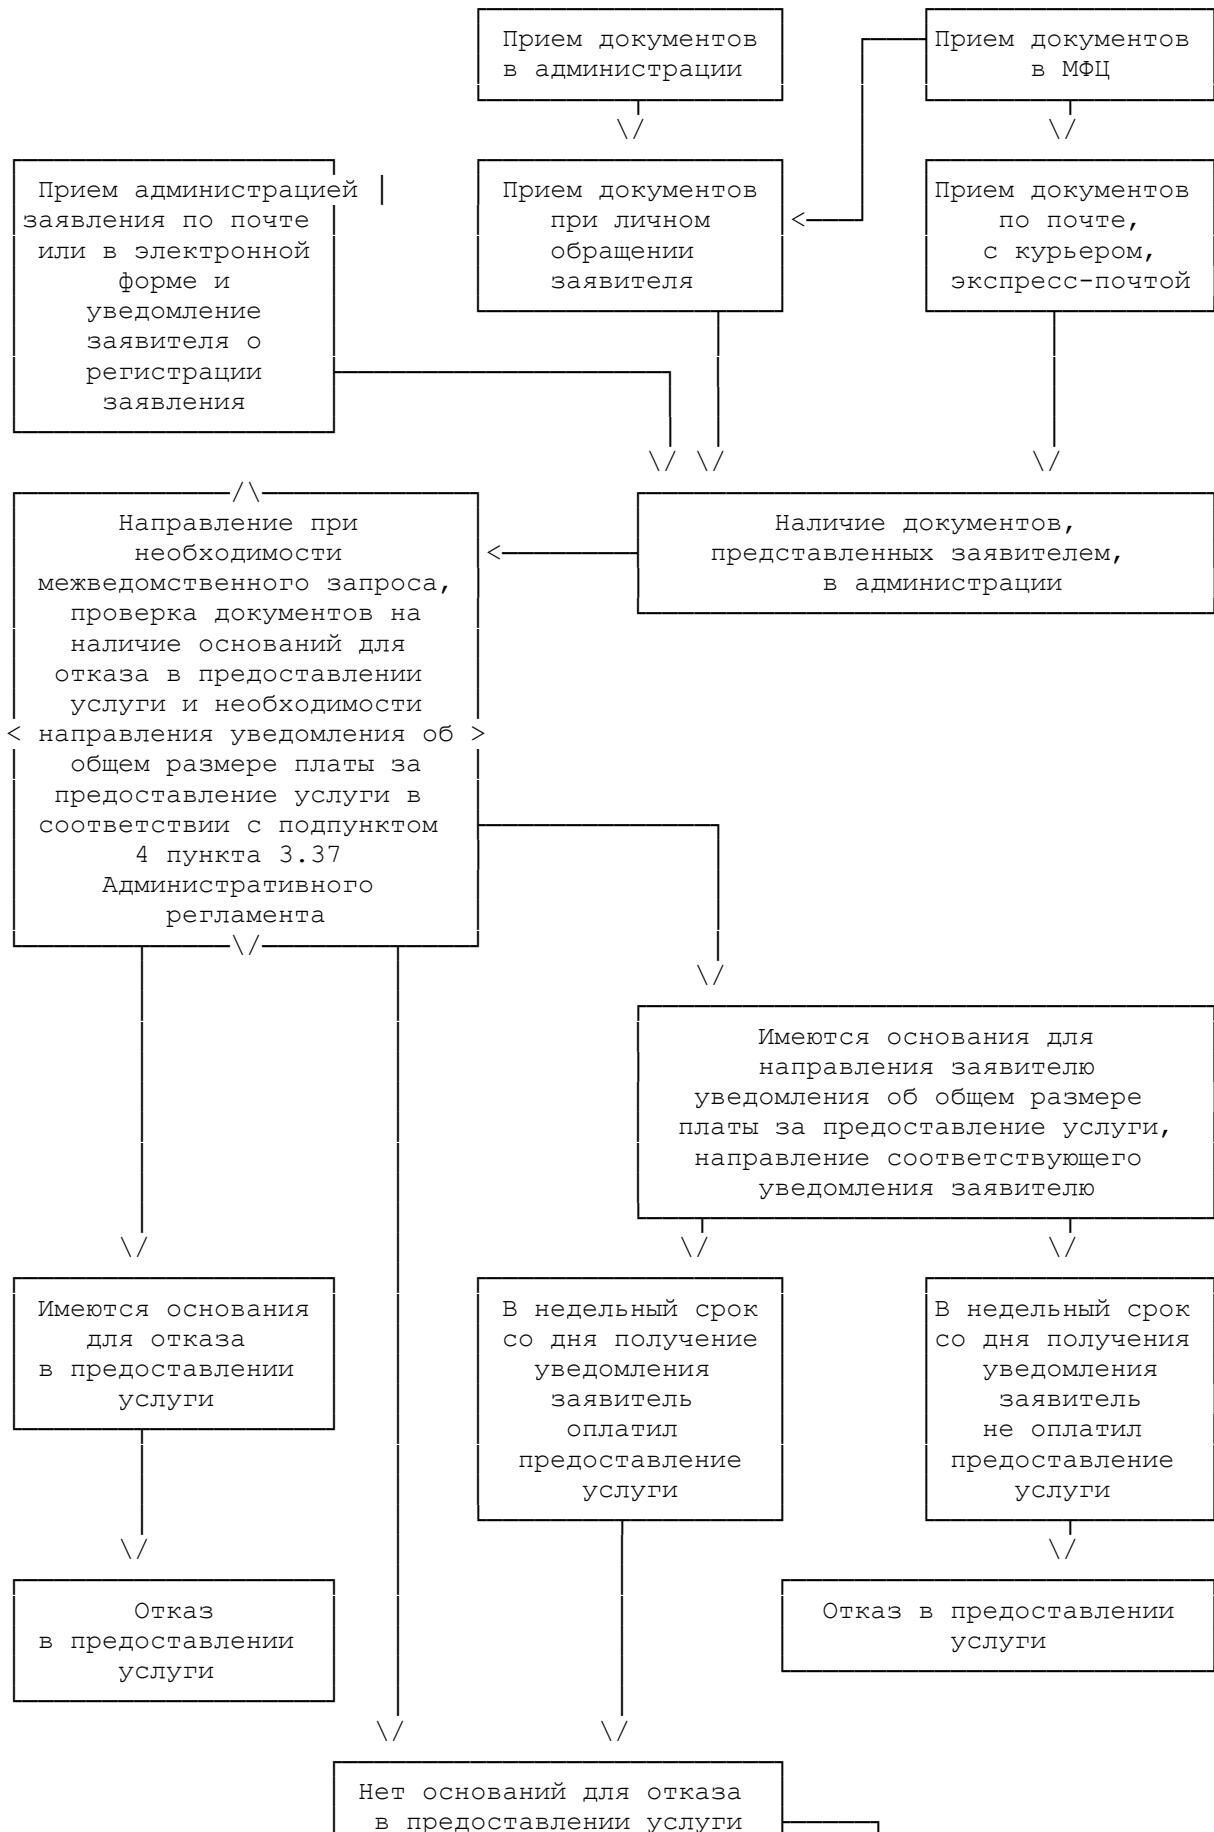 Прием документов
в администрации
Прием документов
в МФЦ
Прием администрацией |
заявления по почте
или в электронной
форме и
уведомление
заявителя о
регистрации
заявления
Прием документов
при личном
обращении
заявителя
Прием документов
по почте,
с курьером,
экспресс-почтой
Наличие документов,
представленных заявителем,
в администрации
Направление при
необходимости
межведомственного запроса,
проверка документов на
наличие оснований для
отказа в предоставлении
услуги и необходимости
направления уведомления об
общем размере платы за
предоставление услуги в
соответствии с подпунктом
4 пункта 3.37
Административного
регламента
Имеются основания для
направления заявителю
уведомления об общем размере
платы за предоставление услуги,
направление соответствующего
уведомления заявителю
Имеются основания
для отказа
в предоставлении
услуги
В недельный срок
со дня получение
уведомления
заявитель
оплатил
предоставление
услуги
В недельный срок
со дня получения
уведомления
заявитель
не оплатил
предоставление
услуги
Отказ
в предоставлении
услуги
Отказ в предоставлении
услуги
Нет оснований для отказа
в предоставлении услуги